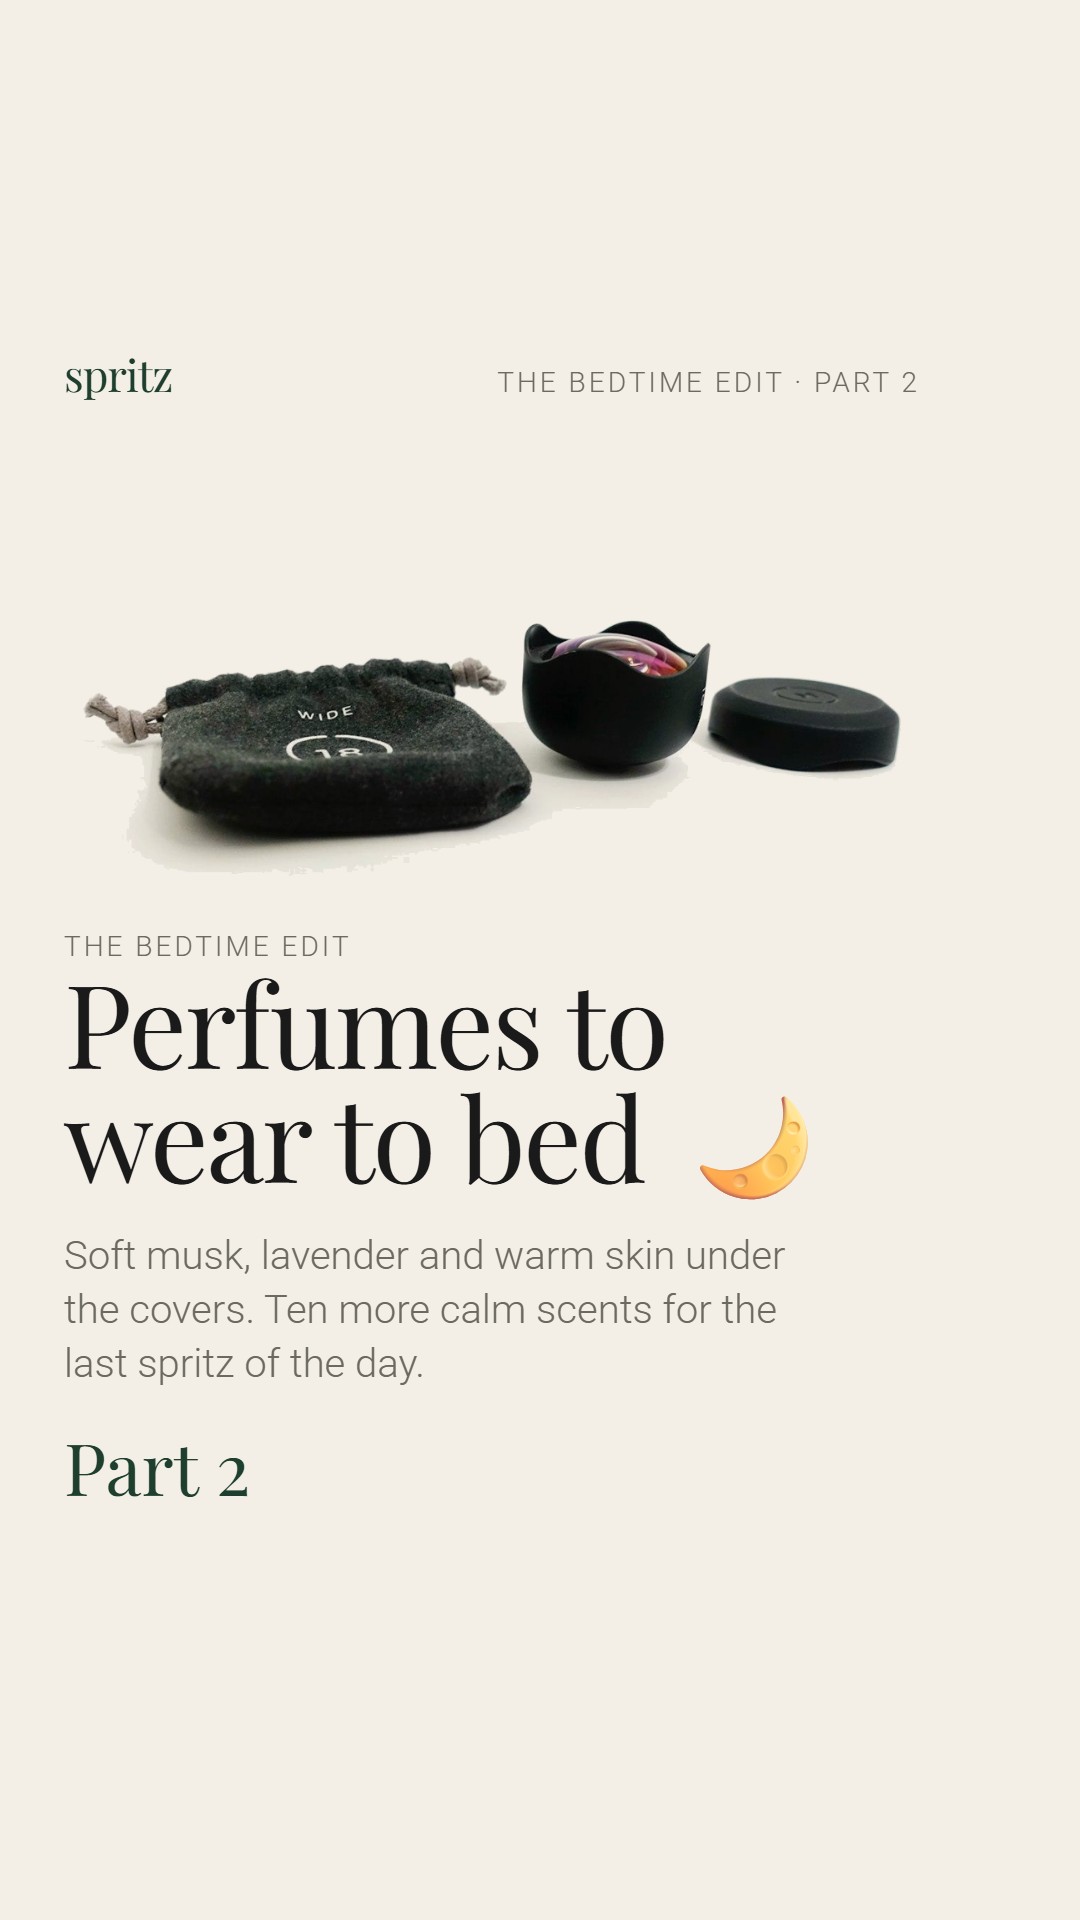 spritz
THE BEDTIME EDIT · PART 2
WIDE
18
THE BEDTIME EDIT
Perfumes to
wear to bed 🌙
Soft musk, lavender and warm skin under
the covers. Ten more calm scents for the
last spritz of the day.
Part 2